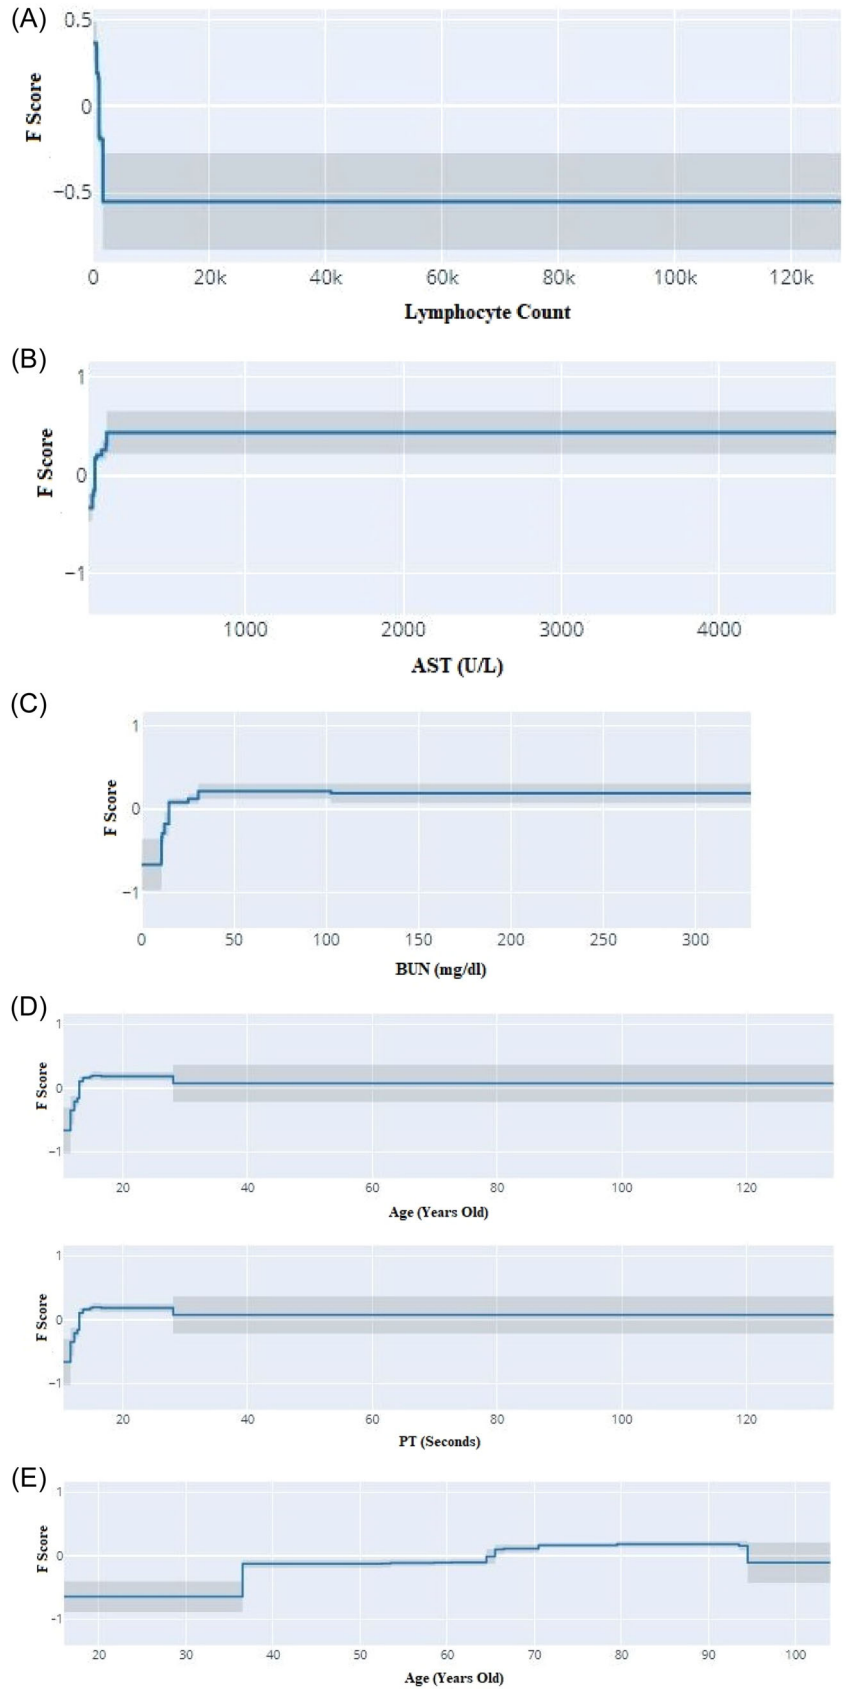 (A)
0.5
0
−0.5
F Score
0 20k 40k 60k 80k 100k 120k
Lymphocyte Count
(B)
1
0
−1
F Score
1000 2000 3000 4000
AST (U/L)
(C)
1
0
−1
F Score
0 50 100 150 200 250 300
BUN (mg/dl)
(D)
1
0
−1
F Score
20 40 60 80 100 120
Age (Years Old)
1
0
−1
F Score
20 40 60 80 100 120
PT (Seconds)
(E)
1
0
-1
F Score
20 30 40 50 60 70 80 90 100
Age (Years Old)